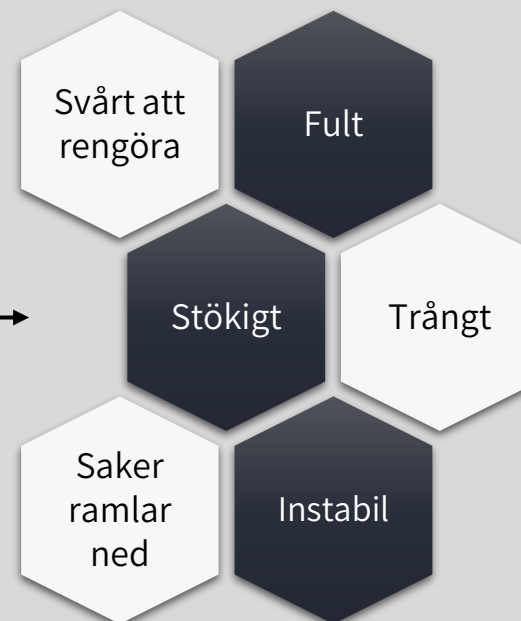 Svårt att
rengöra
Fult
Stökigt
Trångt
Saker
ramlar
ned
Instabil